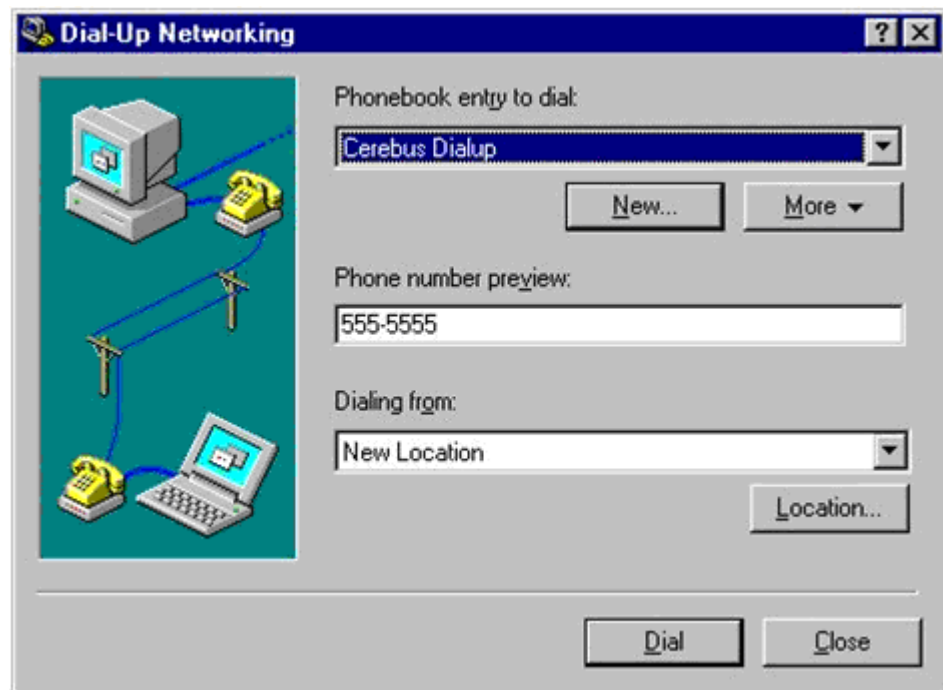 Dial-Up Networking
Phonebook entry to dial:
Cerebus Dialup
New... More
Phone number preview:
555-5555
Dialing from:
New Location
Location...
Dial Close